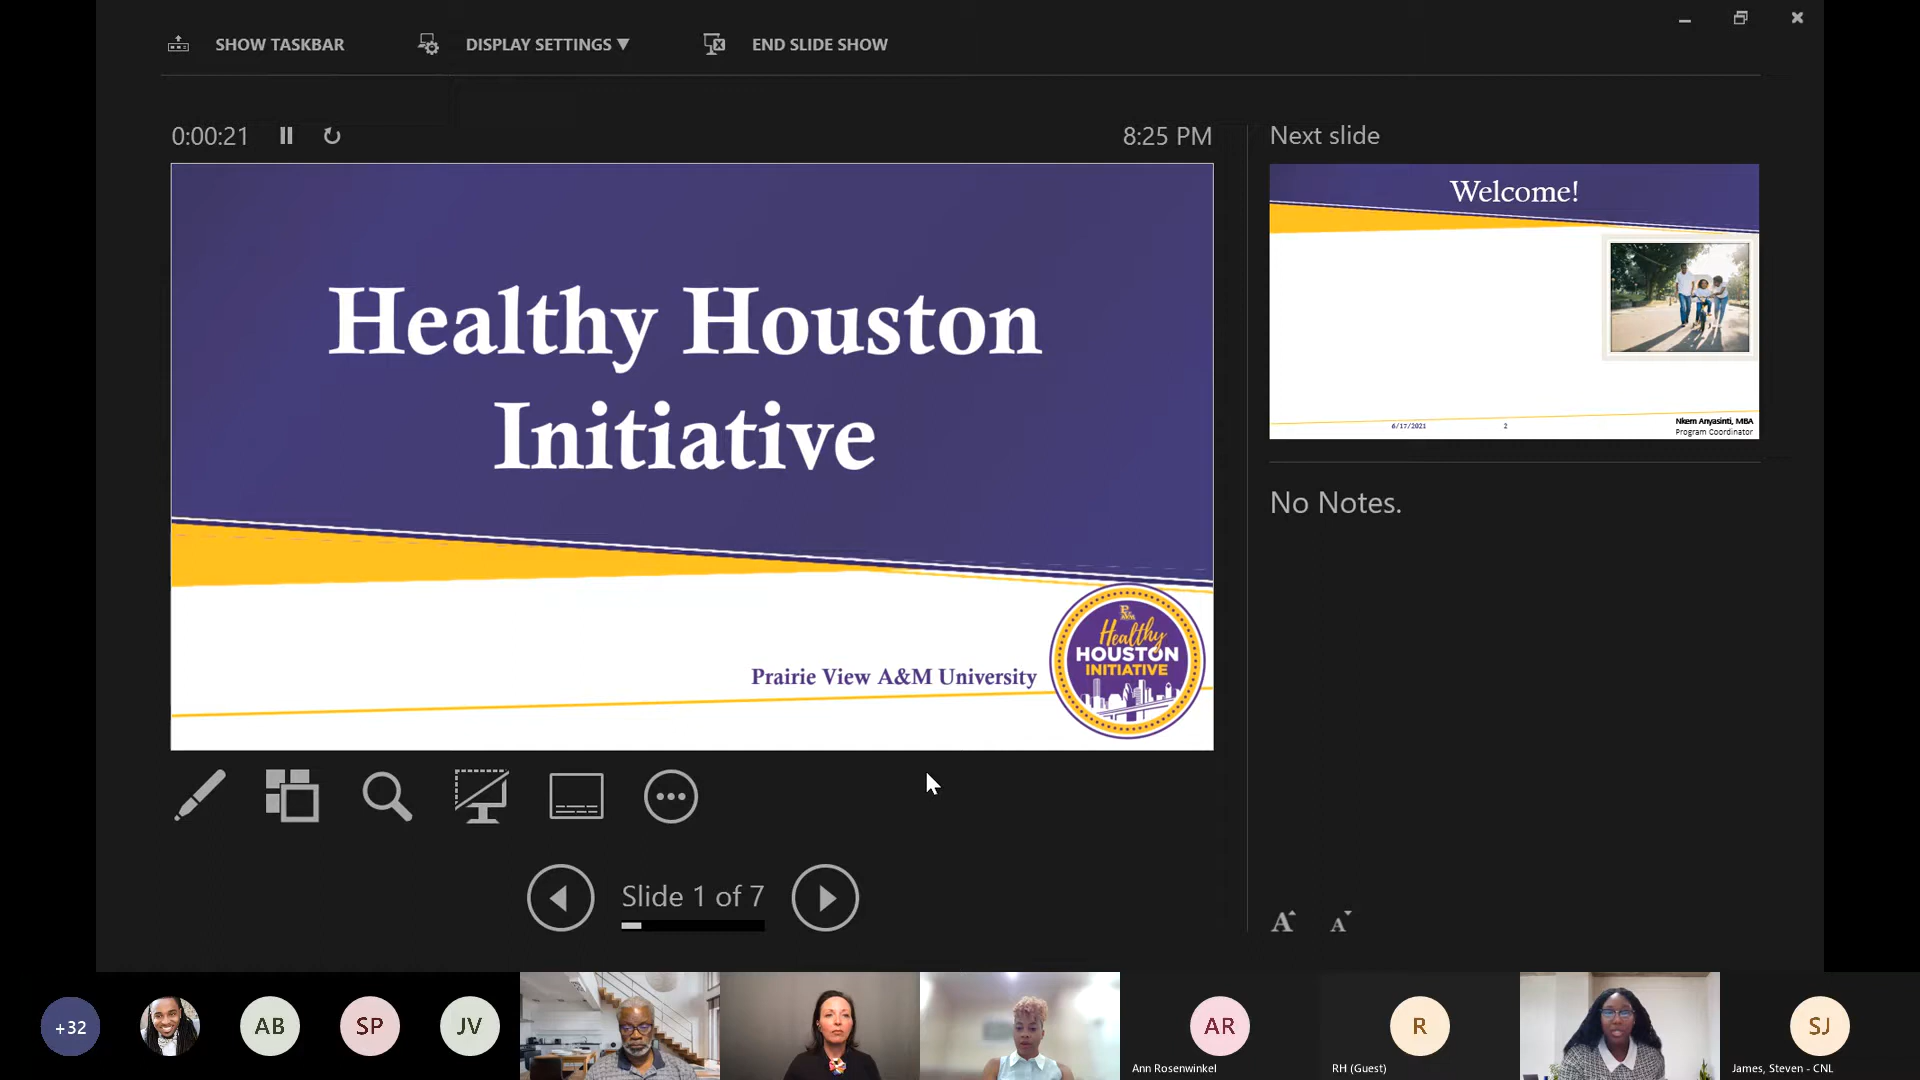 SHOW TASKBAR
DISPLAY SETTINGS ▼
END SLIDE SHOW
0:00:21
8:25 PM
Next slide
Healthy Houston
Initiative
Prairie View A&M University
Healthy
HOUSTON
INITIATIVE
Welcome!
6/17/2021
2
Nkem Anyasinti, MBA
Program Coordinator
No Notes.
Slide 1 of 7
A
A
+32
AB
SP
JV
AR
Ann Rosenwinkel
R
RH (Guest)
SJ
James, Steven - CNL